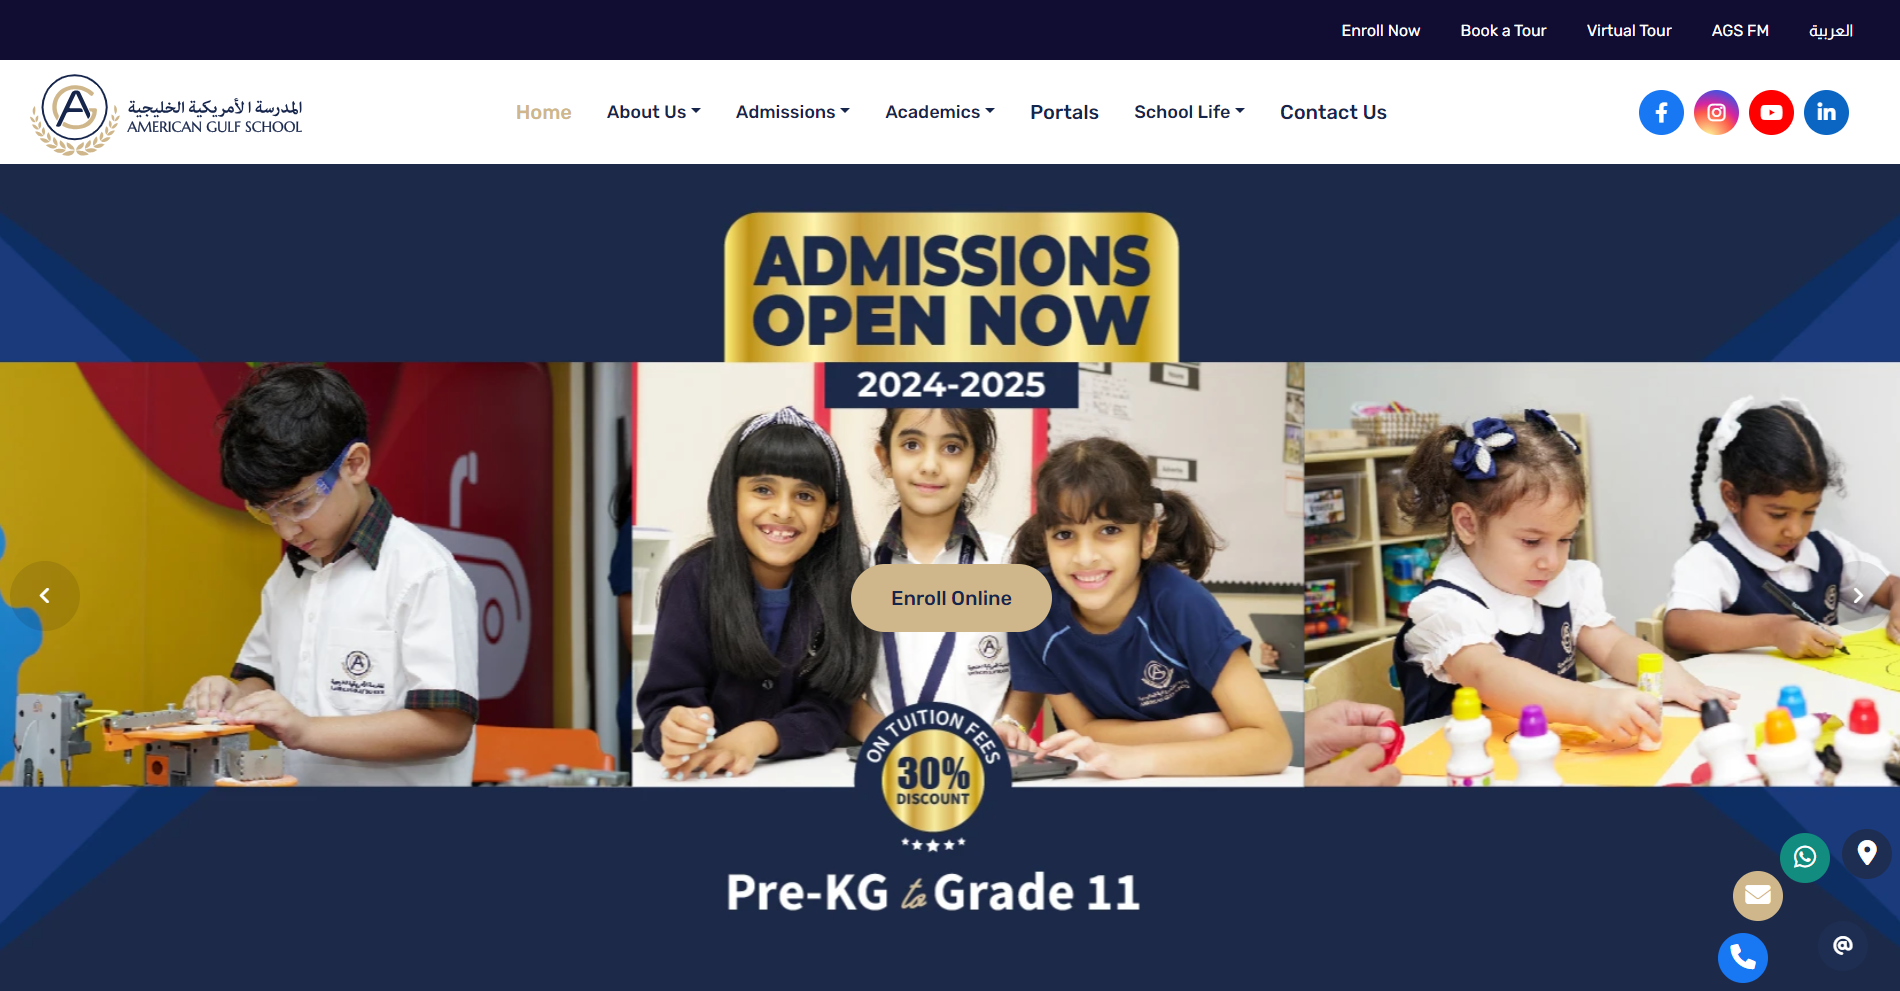 Enroll Now
Book a Tour
Virtual Tour
AGS FM
العربية
المدرسة الأمريكية الخليجية
AMERICAN GULF SCHOOL
Home
About Us
Admissions
Academics
Portals
School Life
Contact Us
ADMISSIONS
OPEN NOW
2024-2025
Enroll Online
ON TUITION FEES
30%
DISCOUNT
Pre-KG to Grade 11